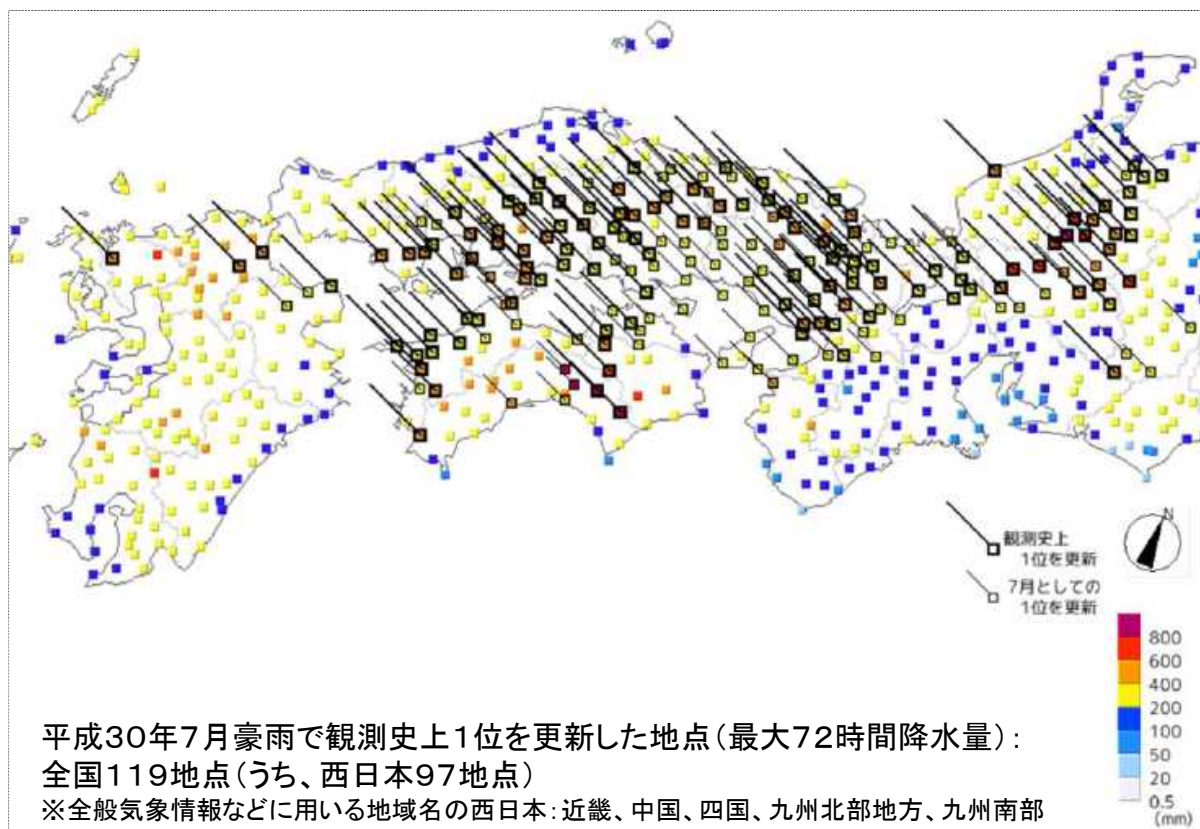 N
観測史上
1位を更新
7月としての
1位を更新
800
600
400
200
100
50
20
0.5
(mm)
平成30年7月豪雨で観測史上1位を更新した地点(最大72時間降水量):
全国119地点(うち、西日本97地点)
※全般気象情報などに用いる地域名の西日本:近畿、中国、四国、九州北部地方、九州南部